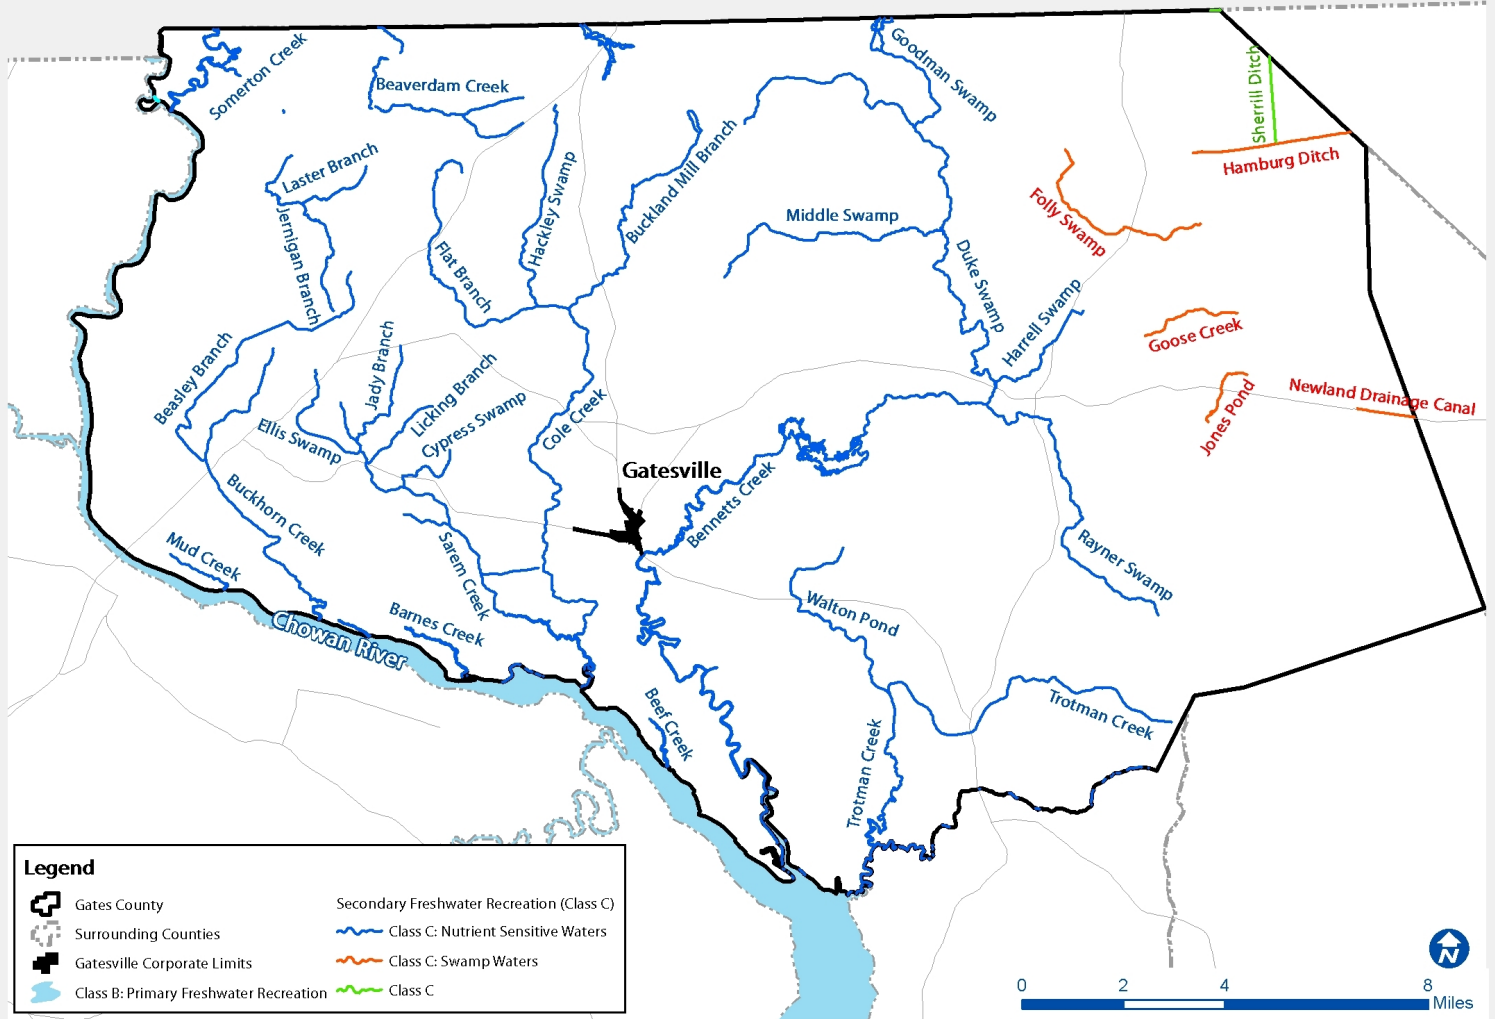 Somerton Creek
Beaverdam Creek
Goodman Swamp
Sherrill Ditch
Hamburg Ditch
Laster Branch
Jernigan Branch
Hackley Swamp
Buckland Mill Branch
Middle Swamp
Folly Swamp
Flat Branch
Duke Swamp
Harrell Swamp
Goose Creek
Beasley Branch
Jady Branch
Licking Branch
Cypress Swamp
Cole Creek
Jones Pond
Newland Drainage Canal
Ellis Swamp
Gatesville
Bennetts Creek
Buckhorn Creek
Mud Creek
Sarem Creek
Rayner Swamp
Walton Pond
Barnes Creek
Chowan River
Beef Creek
Trotman Creek
Trotman Creek
Legend
Gates County
Surrounding Counties
Gatesville Corporate Limits
Class B: Primary Freshwater Recreation
Secondary Freshwater Recreation (Class C)
Class C: Nutrient Sensitive Waters
Class C: Swamp Waters
Class C
N
0 2 4 8
Miles